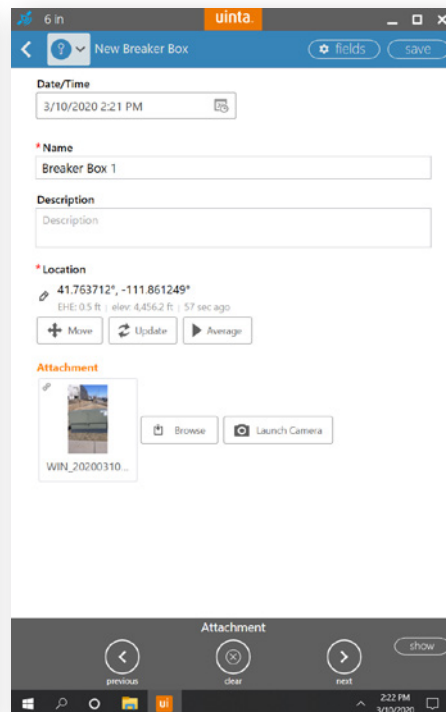 6 in
uinta.
New Breaker Box
fields
save
Date/Time
3/10/2020 2:21 PM
* Name
Breaker Box 1
Description
Description
* Location
41.763712°, -111.861249°
EHE: 0.5 ft | elev: 4,456.2 ft | 57 sec ago
Move
Update
Average
Attachment
WIN_20200310...
Browse
Launch Camera
Attachment
show
previous
clear
next
ui
2:22 PM
3/10/2020